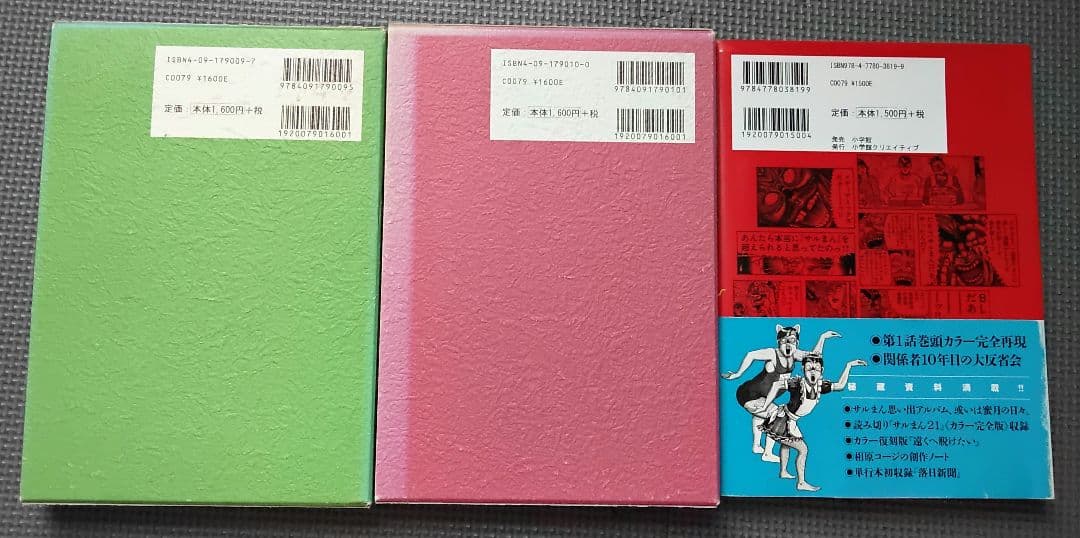 ISBN4-09-179009-7
C0079 ¥1600E
9784091790095
定価：本体1,600円+税
1920079016001
ISBN4-09-179010-0
C0079 ¥1600E
9784091790101
定価：本体1,600円+税
1920079016001
ISBN978-4-7780-3819-9
9784778038199
C0079 ¥1500E
1920079015004
定価：本体1,500円+税
発売 小学館
発行 小学館クリエイティブ
あんたら本当に『サルまん』を
超えられると思ってたのっ!?
●第1話巻頭カラー完全再現
●関係者10年目の大反省会
秘蔵資料満載!!
●サルまん思い出アルバム、或いは蜜月の日々。
●読み切り「サルまん21」〈カラー完全版〉収録
●カラー復刻版「遠くへ脱けたい」
●相原コージの創作ノート
●単行本初収録「落日新聞」